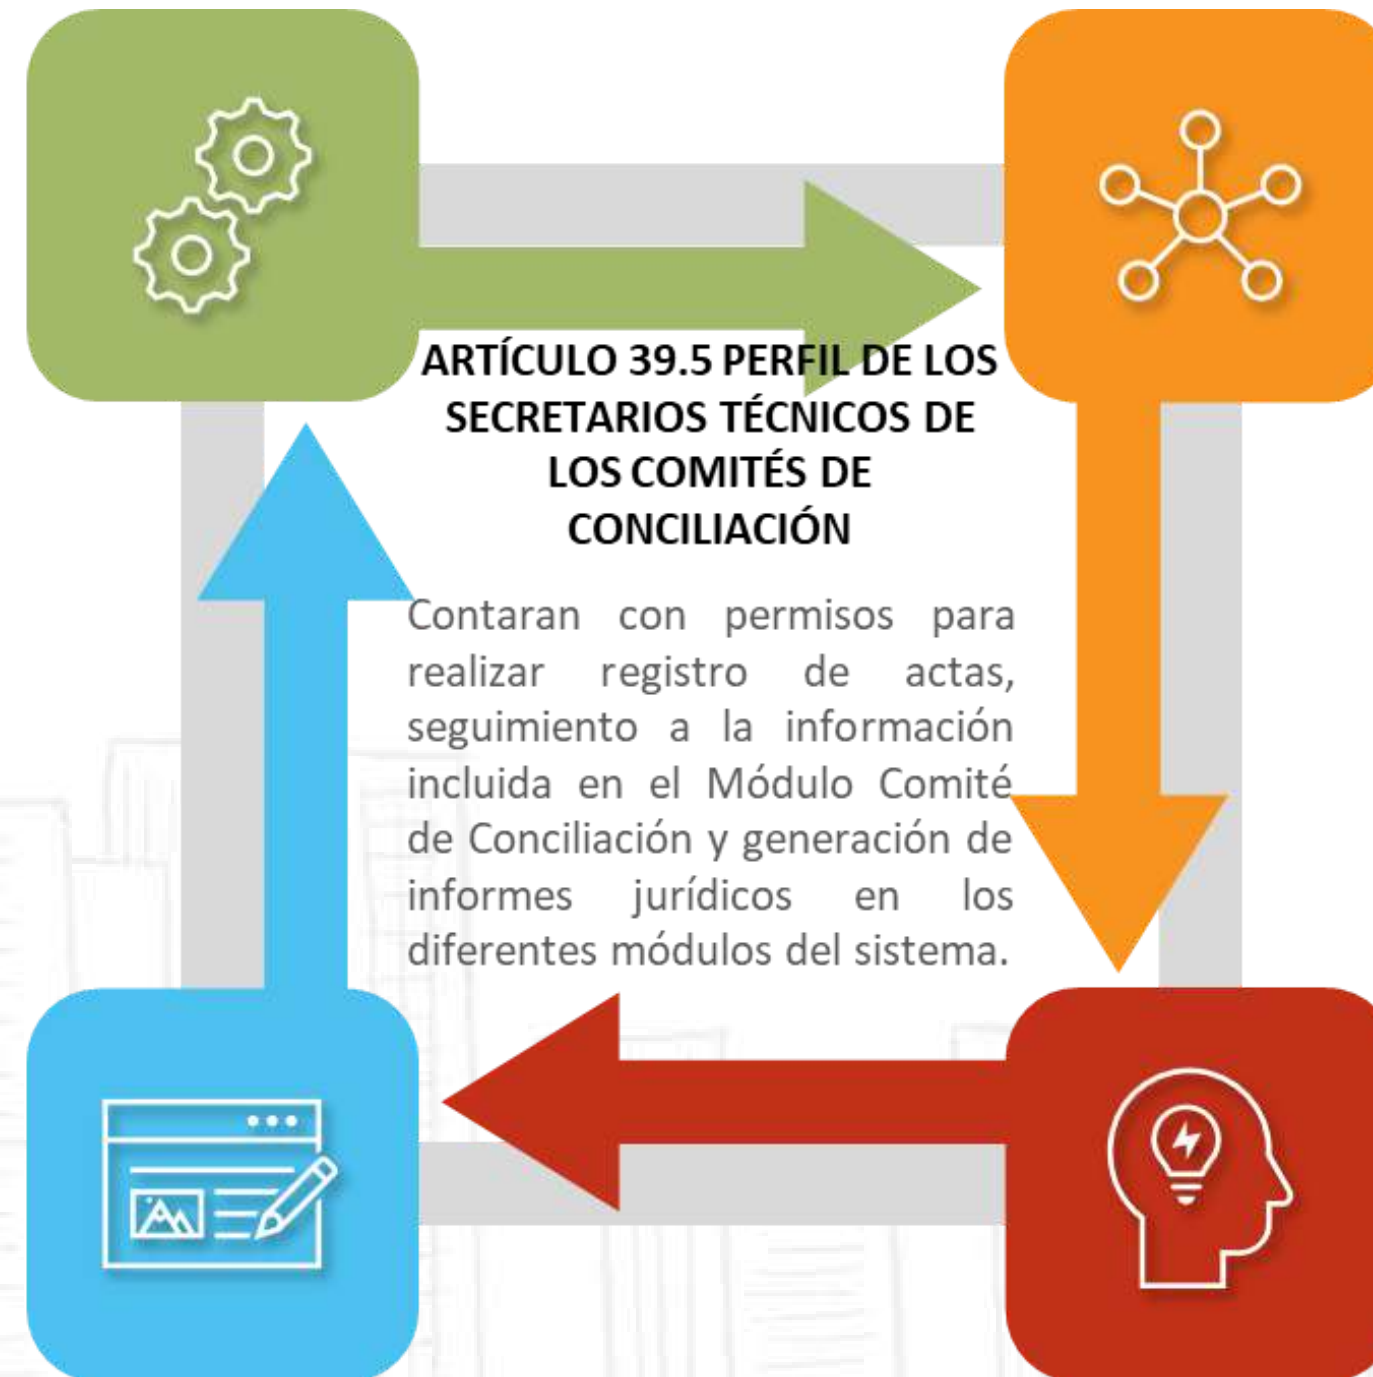 ARTÍCULO 39.5 PERFIL DE LOS
SECRETARIOS TÉCNICOS DE
LOS COMITÉS DE
CONCILIACIÓN
Contaran con permisos para
realizar registro de actas,
seguimiento a la información
incluida en el Módulo Comité
de Conciliación y generación de
informes jurídicos en los
diferentes módulos del sistema.